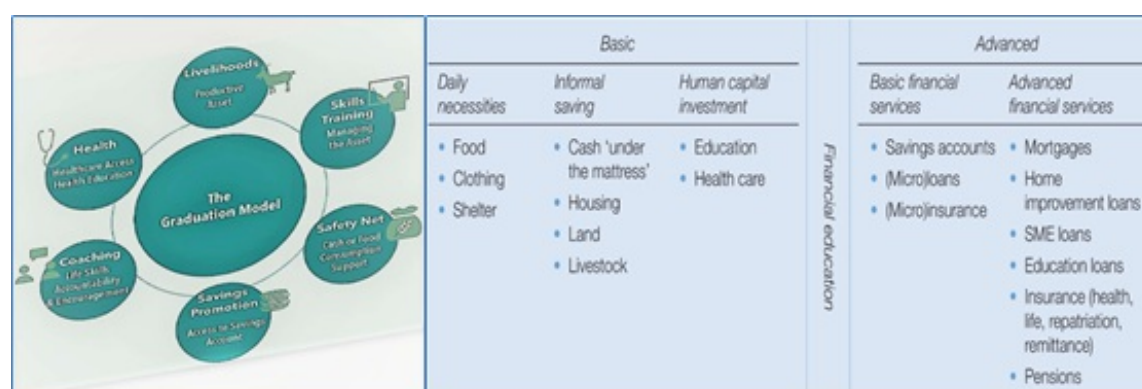 Livelihoods
Productive
Asset
Skills
Training
Managing
the Asset
Safety Net
Cash or Food
Consumption
Support
Savings
Promotion
Access to Savings
Account
Coaching
Life Skills
Accountability
& Encouragement
Health
Healthcare Access
Health Education
The
Graduation Model
Basic
Daily
necessities
• Food
• Clothing
• Shelter
Informal
saving
• Cash 'under
the mattress'
• Housing
• Land
• Livestock
Human capital
investment
• Education
• Health care
Financial education
Advanced
Basic financial
services
• Savings accounts
• (Micro)loans
• (Micro)insurance
Advanced
financial services
• Mortgages
• Home
improvement loans
• SME loans
• Education loans
• Insurance (health,
life, repatriation,
remittance)
• Pensions